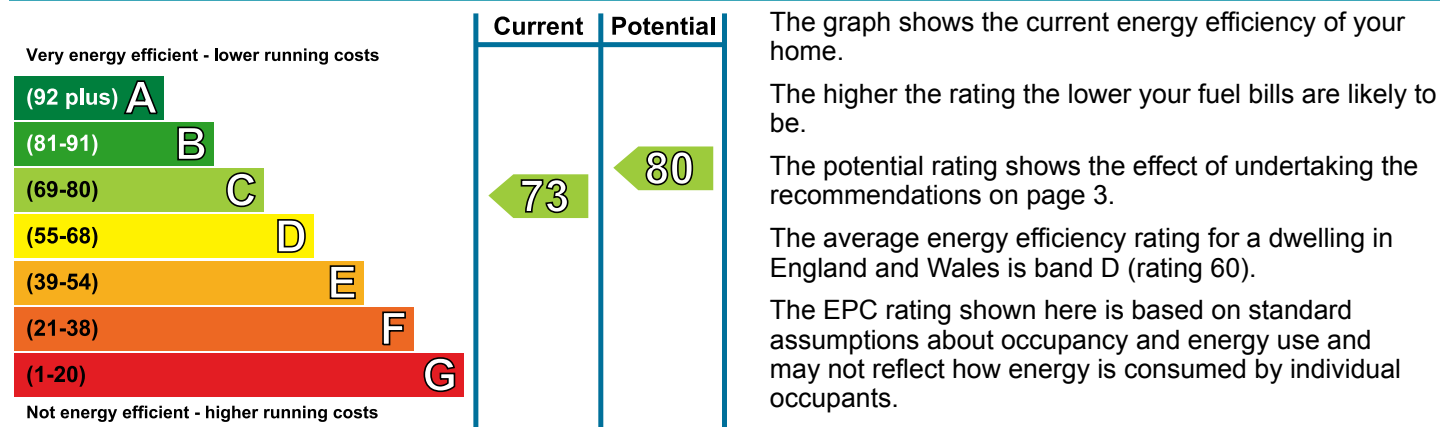 Current Potential
Very energy efficient - lower running costs
(92 plus) A
(81-91) B
(69-80) C
(55-68) D
(39-54) E
(21-38) F
(1-20) G
Not energy efficient - higher running costs
73
80
The graph shows the current energy efficiency of your
home.
The higher the rating the lower your fuel bills are likely to
be.
The potential rating shows the effect of undertaking the
recommendations on page 3.
The average energy efficiency rating for a dwelling in
England and Wales is band D (rating 60).
The EPC rating shown here is based on standard
assumptions about occupancy and energy use and
may not reflect how energy is consumed by individual
occupants.